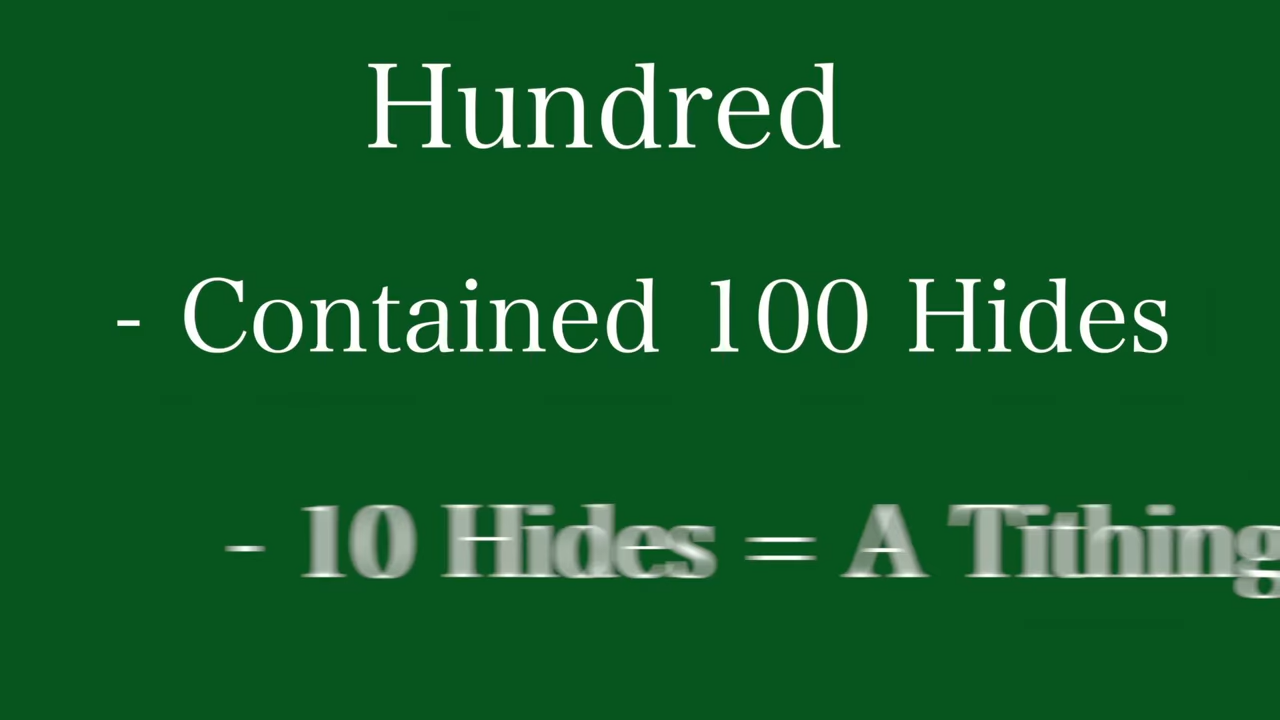 Hundred
- Contained 100 Hides
- 10 Hides = A Tithing